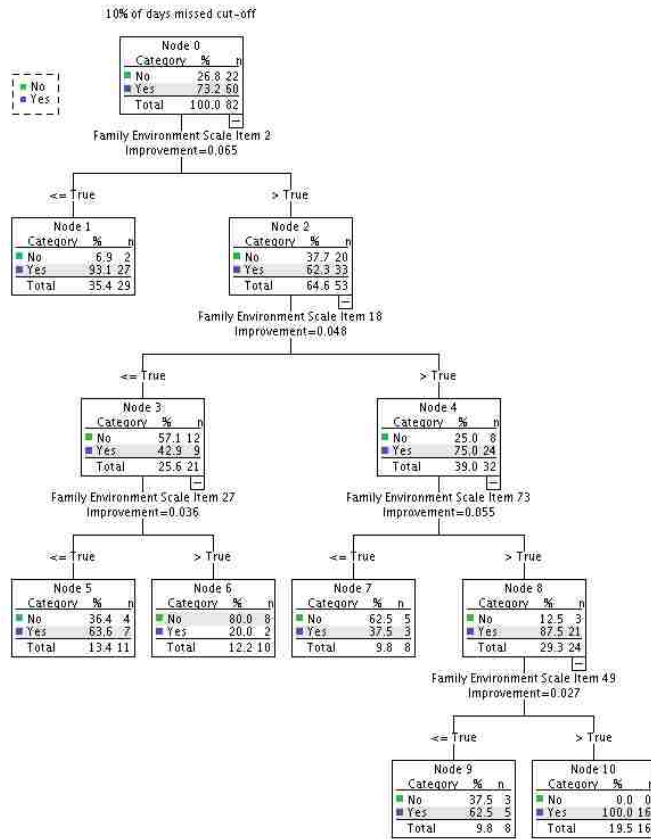 10% of days missed cut-off
No
Yes
Node 0
Category % n
No 26.8 22
Yes 73.2 60
Total 100.0 82
Family Environment Scale Item 2
Improvement=0.065
<= True > True
Node 1
Category % n
No 6.9 2
Yes 93.1 27
Total 35.4 29
Node 2
Category % n
No 37.7 20
Yes 62.3 33
Total 64.6 53
Family Environment Scale Item 18
Improvement=0.048
<= True > True
Node 3
Category % n
No 57.1 12
Yes 42.9 9
Total 25.6 21
Node 4
Category % n
No 25.0 8
Yes 75.0 24
Total 39.0 32
Family Environment Scale Item 27
Improvement=0.036
Family Environment Scale Item 73
Improvement=0.055
<= True > True <= True > True
Node 5
Category % n
No 36.4 4
Yes 63.6 7
Total 13.4 11
Node 6
Category % n
No 80.0 8
Yes 20.0 2
Total 12.2 10
Node 7
Category % n
No 62.5 5
Yes 37.5 3
Total 9.8 8
Node 8
Category % n
No 12.5 3
Yes 87.5 21
Total 29.3 24
Family Environment Scale Item 49
Improvement=0.027
<= True > True
Node 9
Category % n
No 37.5 3
Yes 62.5 5
Total 9.8 8
Node 10
Category % n
No 0.0 0
Yes 100.0 16
Total 19.5 16